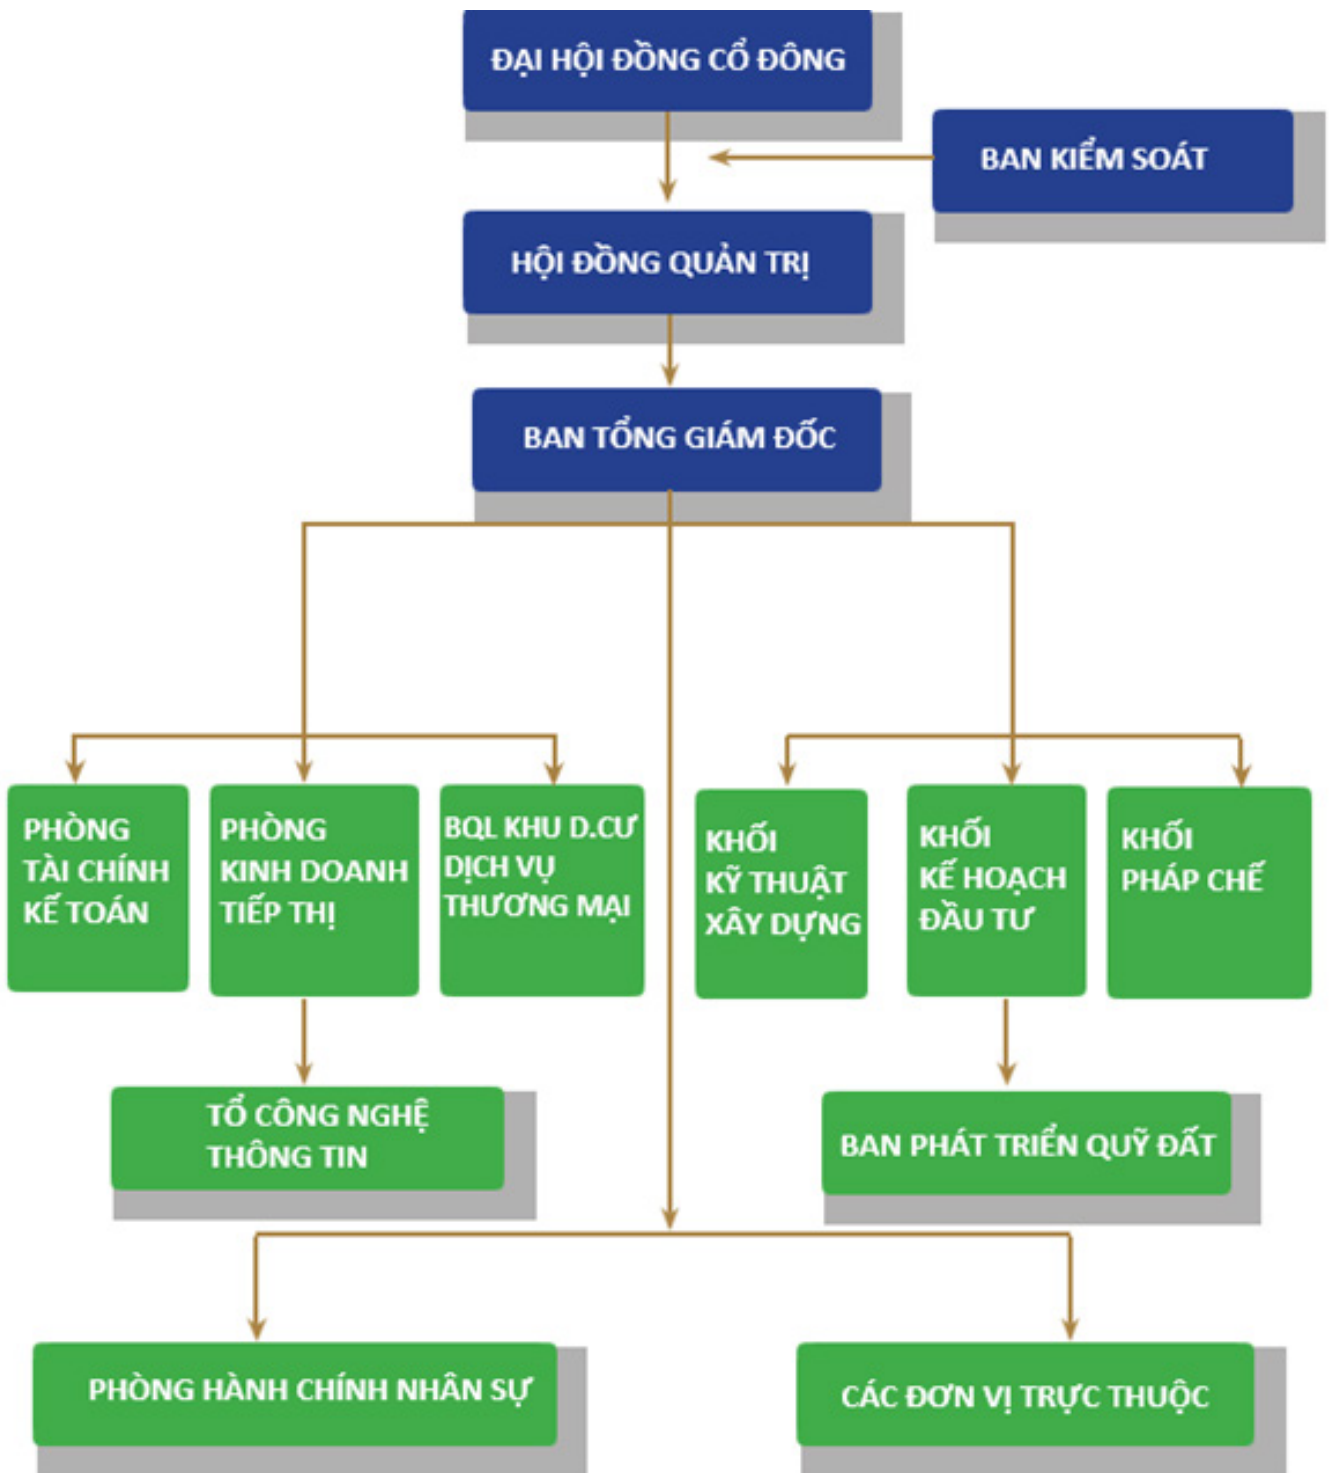 ĐẠI HỘI ĐỒNG CỔ ĐÔNG
BAN KIỂM SOÁT
HỘI ĐỒNG QUẢN TRỊ
BAN TỔNG GIÁM ĐỐC
PHÒNG
TÀI CHÍNH
KẾ TOÁN
PHÒNG
KINH DOANH
TIẾP THỊ
BQL KHU D.CƯ
DỊCH VỤ
THƯƠNG MẠI
KHỐI
KỸ THUẬT
XÂY DỰNG
KHỐI
KẾ HOẠCH
ĐẦU TƯ
KHỐI
PHÁP CHẾ
TỔ CÔNG NGHỆ
THÔNG TIN
BAN PHÁT TRIỂN QUỸ ĐẤT
PHÒNG HÀNH CHÍNH NHÂN SỰ
CÁC ĐƠN VỊ TRỰC THUỘC